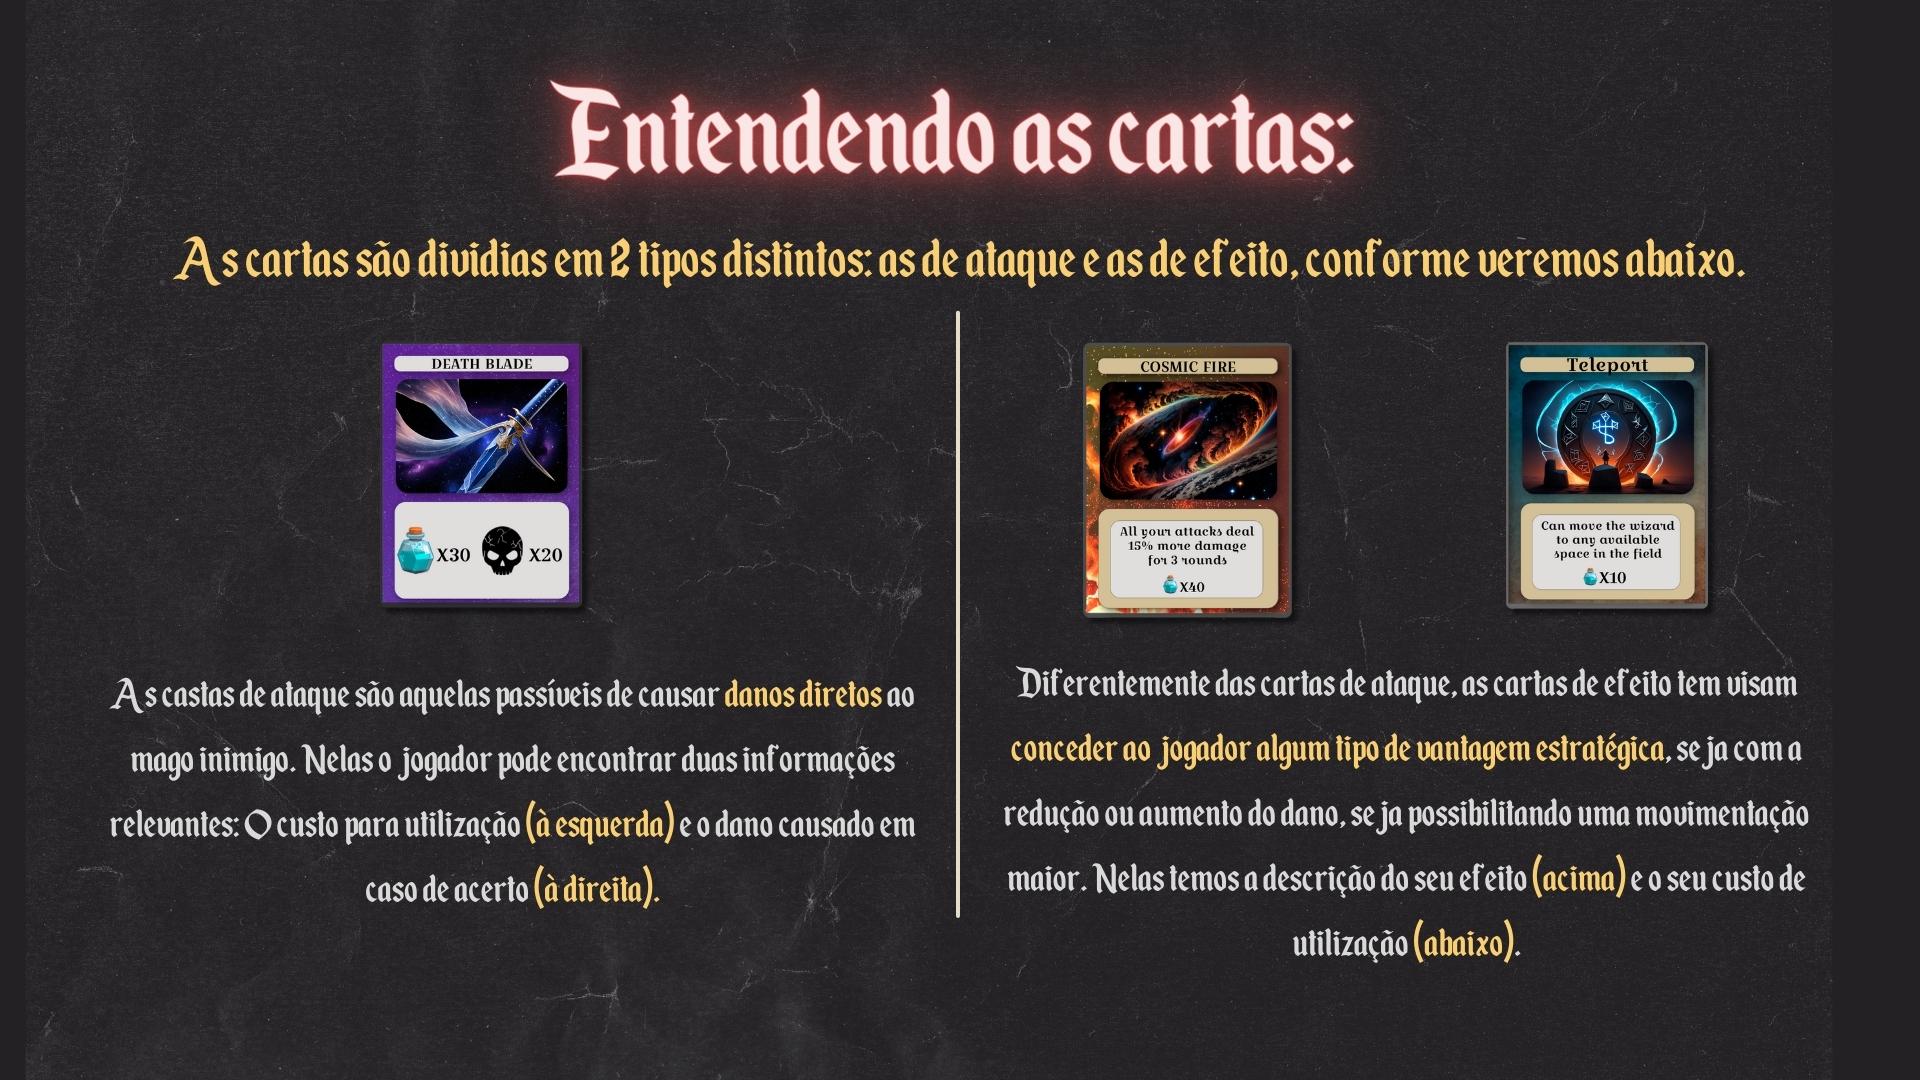 Entendendo as cartas:
As cartas são dividias em 2 tipos distintos: as de ataque e as de efeito, conforme veremos abaixo.
DEATH BLADE
X30 X20
As castas de ataque são aquelas passíveis de causar danos diretos ao
mago inimigo. Nelas o jogador pode encontrar duas informações
relevantes: O custo para utilização (à esquerda) e o dano causado em
caso de acerto (à direita).
COSMIC FIRE
All your attacks deal
15% more damage
for 3 rounds
X40
Teleport
Can move the wizard
to any available
space in the field
X10
Diferentemente das cartas de ataque, as cartas de efeito tem visam
conceder ao jogador algum tipo de vantagem estratégica, seja com a
redução ou aumento do dano, seja possibilitando uma movimentação
maior. Nelas temos a descrição do seu efeito (acima) e o seu custo de
utilização (abaixo).